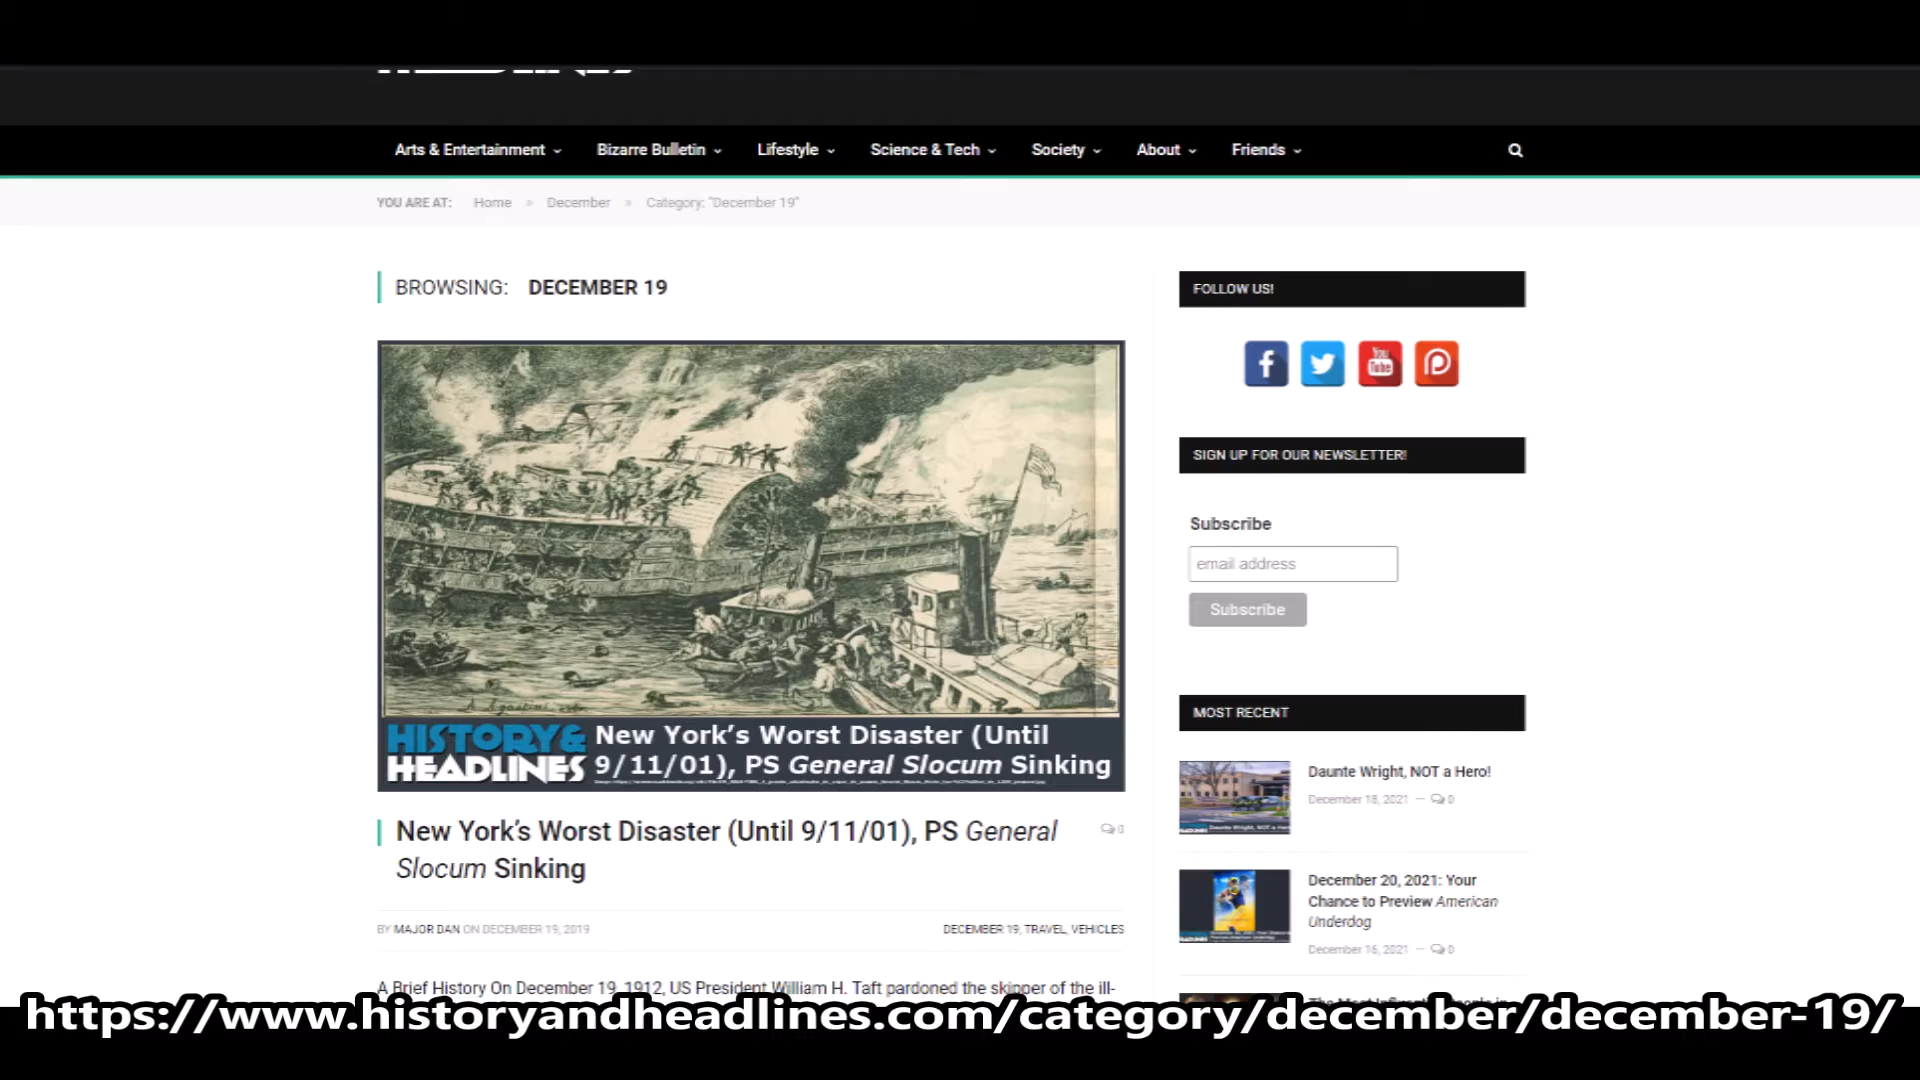 Arts & Entertainment Bizarre Bulletin Lifestyle Science & Tech Society About Friends
YOU ARE AT: Home » December » Category: "December 19"
BROWSING: DECEMBER 19
HISTORY&
HEADLINES
New York's Worst Disaster (Until
9/11/01), PS General Slocum Sinking
New York's Worst Disaster (Until 9/11/01), PS General
Slocum Sinking
0
BY MAJOR DAN ON DECEMBER 19, 2019
DECEMBER 19, TRAVEL, VEHICLES
A Brief History On December 19, 1912, US President William H. Taft pardoned the skipper of the ill-
FOLLOW US!
You
Tube
SIGN UP FOR OUR NEWSLETTER!
Subscribe
email address
Subscribe
MOST RECENT
Daunte Wright, NOT a Hero!
December 18, 2021 — 0
December 20, 2021: Your
Chance to Preview American
Underdog
December 16, 2021 — 0
https://www.historyandheadlines.com/category/december/december-19/